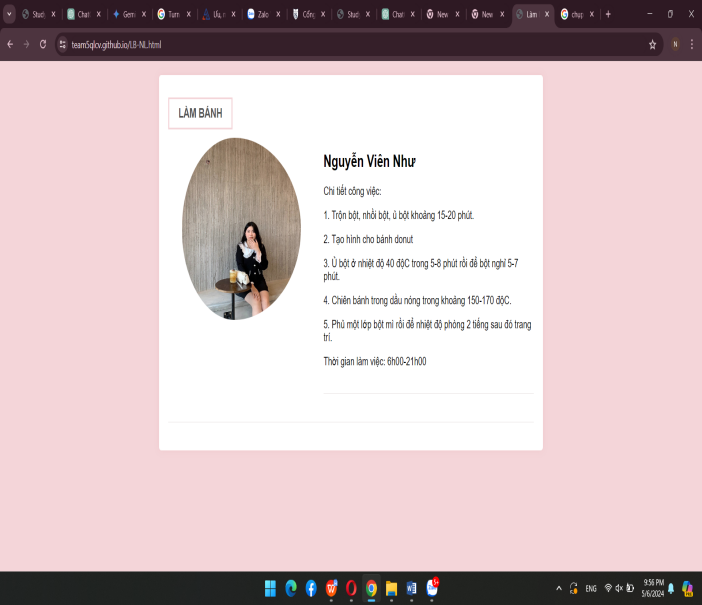 Study
Chat
Gemi
Turn
Ưu, n
Zalo
Cổng
Study
Chat
New
New
Làm
chụp
team5qlcv.github.io/LB-NL.html
N
LÀM BÁNH
Nguyễn Viên Như
Chi tiết công việc:
1. Trộn bột, nhồi bột, ủ bột khoảng 15-20 phút.
2. Tạo hình cho bánh donut
3. Ủ bột ở nhiệt độ 40 độC trong 5-8 phút rồi để bột nghỉ 5-7
phút.
4. Chiên bánh trong dầu nóng trong khoảng 150-170 độC.
5. Phủ một lớp bột mì rồi để nhiệt độ phòng 2 tiếng sau đó trang
trí.
Thời gian làm việc: 6h00-21h00
5+
ENG
9:56 PM
5/6/2024